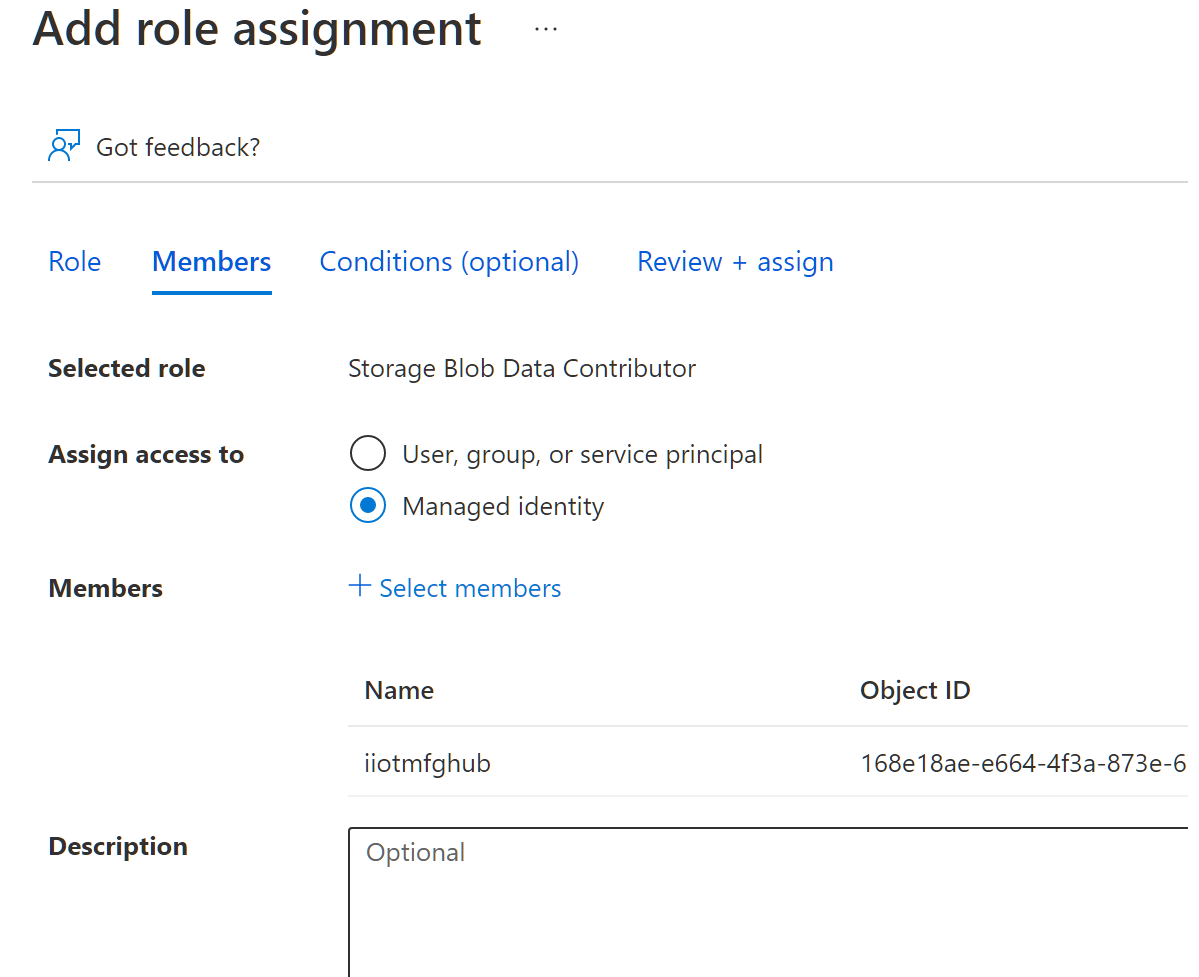 Add role assignment ...
Got feedback?
Role Members Conditions (optional) Review + assign
Selected role Storage Blob Data Contributor
Assign access to User, group, or service principal
Managed identity
Members + Select members
Name Object ID
iiotmfghub 168e18ae-e664-4f3a-873e-6
Description Optional